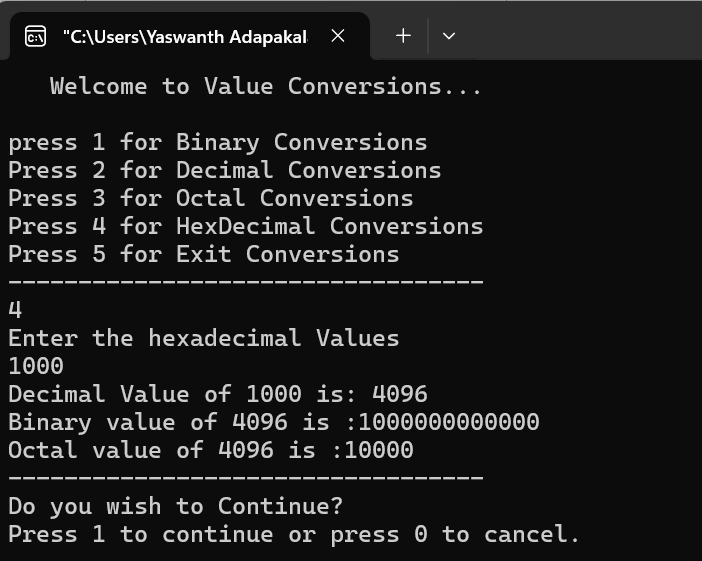 "C:\Users\Yaswanth Adapakal
Welcome to Value Conversions...
press 1 for Binary Conversions
Press 2 for Decimal Conversions
Press 3 for Octal Conversions
Press 4 for HexDecimal Conversions
Press 5 for Exit Conversions
----------------------------------
4
Enter the hexadecimal Values
1000
Decimal Value of 1000 is: 4096
Binary value of 4096 is :1000000000000
Octal value of 4096 is :10000
----------------------------------
Do you wish to Continue?
Press 1 to continue or press 0 to cancel.